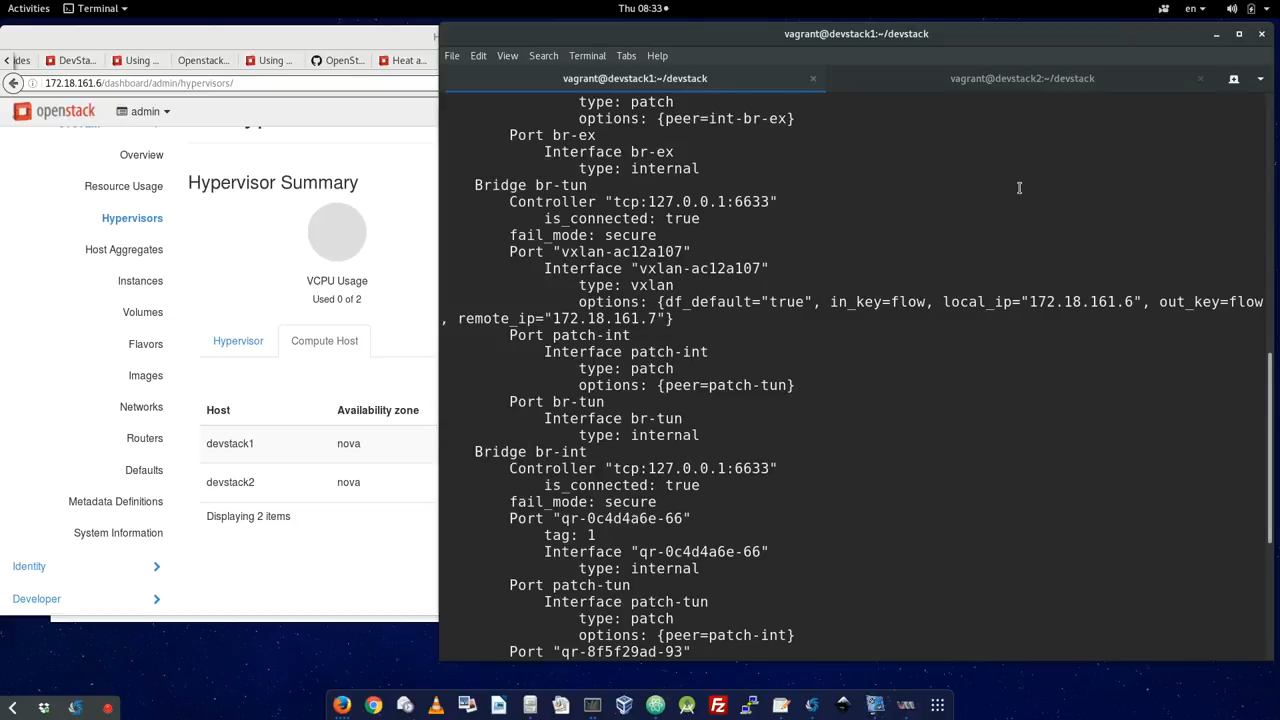 Activities
Terminal
Thu 08:33
en
vagrant@devstack1:~/devstack
File Edit View Search Terminal Tabs Help
vagrant@devstack1:~/devstack
vagrant@devstack2:~/devstack
des
DevSta...
Using ...
Openstack...
Using ...
OpenSt...
Heat a...
172.18.161.6/dashboard/admin/hypervisors/
openstack
admin
Overview
Resource Usage
Hypervisors
Host Aggregates
Instances
Volumes
Flavors
Images
Networks
Routers
Defaults
Metadata Definitions
System Information
Identity
Developer
Hypervisor Summary
VCPU Usage
Used 0 of 2
Hypervisor
Compute Host
Host Availability zone
devstack1 nova
devstack2 nova
Displaying 2 items
type: patch
options: {peer=int-br-ex}
Port br-ex
Interface br-ex
type: internal
Bridge br-tun
Controller "tcp:127.0.0.1:6633"
is_connected: true
fail_mode: secure
Port "vxlan-ac12a107"
Interface "vxlan-ac12a107"
type: vxlan
options: {df_default="true", in_key=flow, local_ip="172.18.161.6", out_key=flow
, remote_ip="172.18.161.7"}
Port patch-int
Interface patch-int
type: patch
options: {peer=patch-tun}
Port br-tun
Interface br-tun
type: internal
Bridge br-int
Controller "tcp:127.0.0.1:6633"
is_connected: true
fail_mode: secure
Port "qr-0c4d4a6e-66"
tag: 1
Interface "qr-0c4d4a6e-66"
type: internal
Port patch-tun
Interface patch-tun
type: patch
options: {peer=patch-int}
Port "qr-8f5f29ad-93"